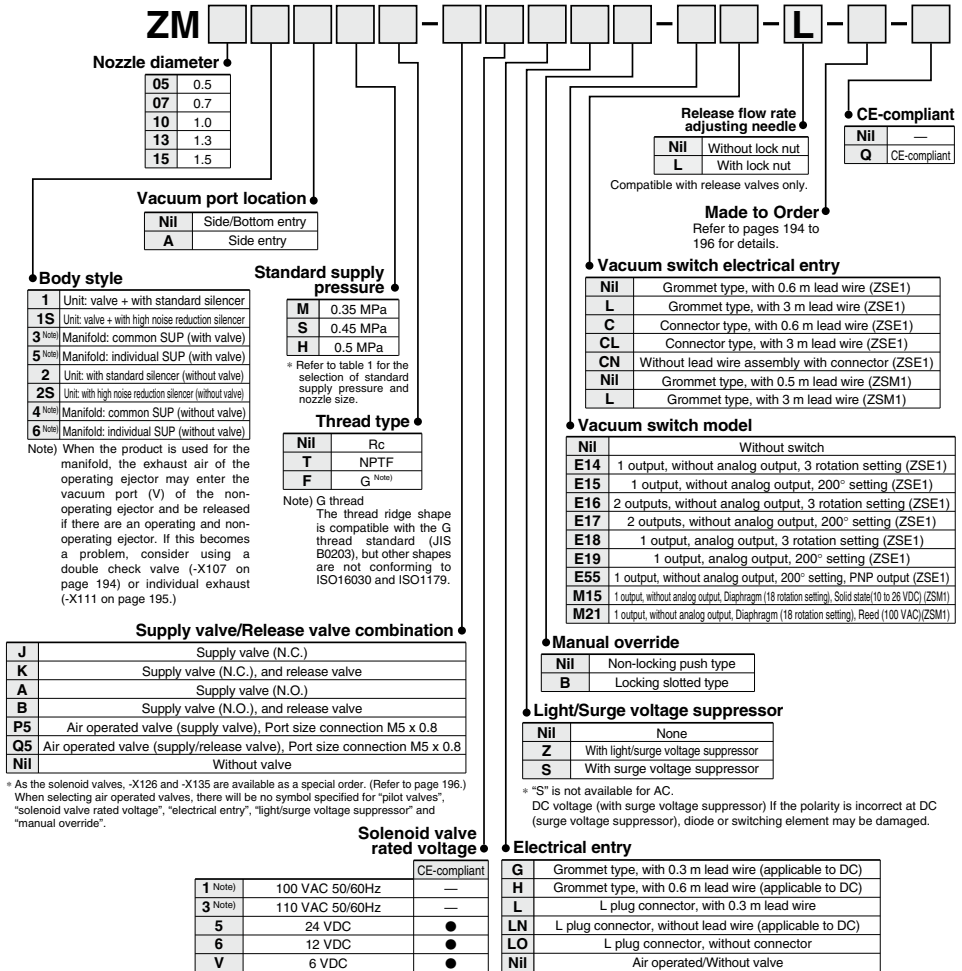 ZM - - - L - -
Nozzle diameter
05 0.5
07 0.7
10 1.0
13 1.3
15 1.5
Release flow rate
adjusting needle
Nil Without lock nut
L With lock nut
Compatible with release valves only.
CE-compliant
Nil —
Q CE-compliant
Vacuum port location
Nil Side/Bottom entry
A Side entry
Made to Order
Refer to pages 194 to
196 for details.
Body style
1 Unit: valve + with standard silencer
1S Unit: valve + with high noise reduction silencer
3 Note) Manifold: common SUP (with valve)
5 Note) Manifold: individual SUP (with valve)
2 Unit: with standard silencer (without valve)
2S Unit: with high noise reduction silencer (without valve)
4 Note) Manifold: common SUP (without valve)
6 Note) Manifold: individual SUP (without valve)
Note) When the product is used for the
manifold, the exhaust air of the
operating ejector may enter the
vacuum port (V) of the non-
operating ejector and be released
if there are an operating and non-
operating ejector. If this becomes
a problem, consider using a
double check valve (-X107 on
page 194) or individual exhaust
(-X111 on page 195.)
Standard supply
pressure
M 0.35 MPa
S 0.45 MPa
H 0.5 MPa
* Refer to table 1 for the
selection of standard
supply pressure and
nozzle size.
Thread type
Nil Rc
T NPTF
F G Note)
Note) G thread
The thread ridge shape
is compatible with the G
thread standard (JIS
B0203), but other shapes
are not conforming to
ISO16030 and ISO1179.
Vacuum switch electrical entry
Nil Grommet type, with 0.6 m lead wire (ZSE1)
L Grommet type, with 3 m lead wire (ZSE1)
C Connector type, with 0.6 m lead wire (ZSE1)
CL Connector type, with 3 m lead wire (ZSE1)
CN Without lead wire assembly with connector (ZSE1)
Nil Grommet type, with 0.5 m lead wire (ZSM1)
L Grommet type, with 3 m lead wire (ZSM1)
Vacuum switch model
Nil Without switch
E14 1 output, without analog output, 3 rotation setting (ZSE1)
E15 1 output, without analog output, 200° setting (ZSE1)
E16 2 outputs, without analog output, 3 rotation setting (ZSE1)
E17 2 outputs, without analog output, 200° setting (ZSE1)
E18 1 output, analog output, 3 rotation setting (ZSE1)
E19 1 output, analog output, 200° setting (ZSE1)
E55 1 output, without analog output, 200° setting, PNP output (ZSE1)
M15 1 output, without analog output, Diaphragm (18 rotation setting), Solid state(10 to 26 VDC) (ZSM1)
M21 1 output, without analog output, Diaphragm (18 rotation setting), Reed (100 VAC)(ZSM1)
Supply valve/Release valve combination
J Supply valve (N.C.)
K Supply valve (N.C.), and release valve
A Supply valve (N.O.)
B Supply valve (N.O.), and release valve
P5 Air operated valve (supply valve), Port size connection M5 x 0.8
Q5 Air operated valve (supply/release valve), Port size connection M5 x 0.8
Nil Without valve
* As the solenoid valves, -X126 and -X135 are available as a special order. (Refer to page 196.)
When selecting air operated valves, there will be no symbol specified for “pilot valves”,
“solenoid valve rated voltage”, “electrical entry”, “light/surge voltage suppressor” and
“manual override”.
Manual override
Nil Non-locking push type
B Locking slotted type
Light/Surge voltage suppressor
Nil None
Z With light/surge voltage suppressor
S With surge voltage suppressor
* “S” is not available for AC.
DC voltage (with surge voltage suppressor) If the polarity is incorrect at DC
(surge voltage suppressor), diode or switching element may be damaged.
Solenoid valve
rated voltage
CE-compliant
1 Note) 100 VAC 50/60Hz —
3 Note) 110 VAC 50/60Hz —
5 24 VDC ●
6 12 VDC ●
V 6 VDC ●
Electrical entry
G Grommet type, with 0.3 m lead wire (applicable to DC)
H Grommet type, with 0.6 m lead wire (applicable to DC)
L L plug connector, with 0.3 m lead wire
LN L plug connector, without lead wire (applicable to DC)
LO L plug connector, without connector
Nil Air operated/Without valve